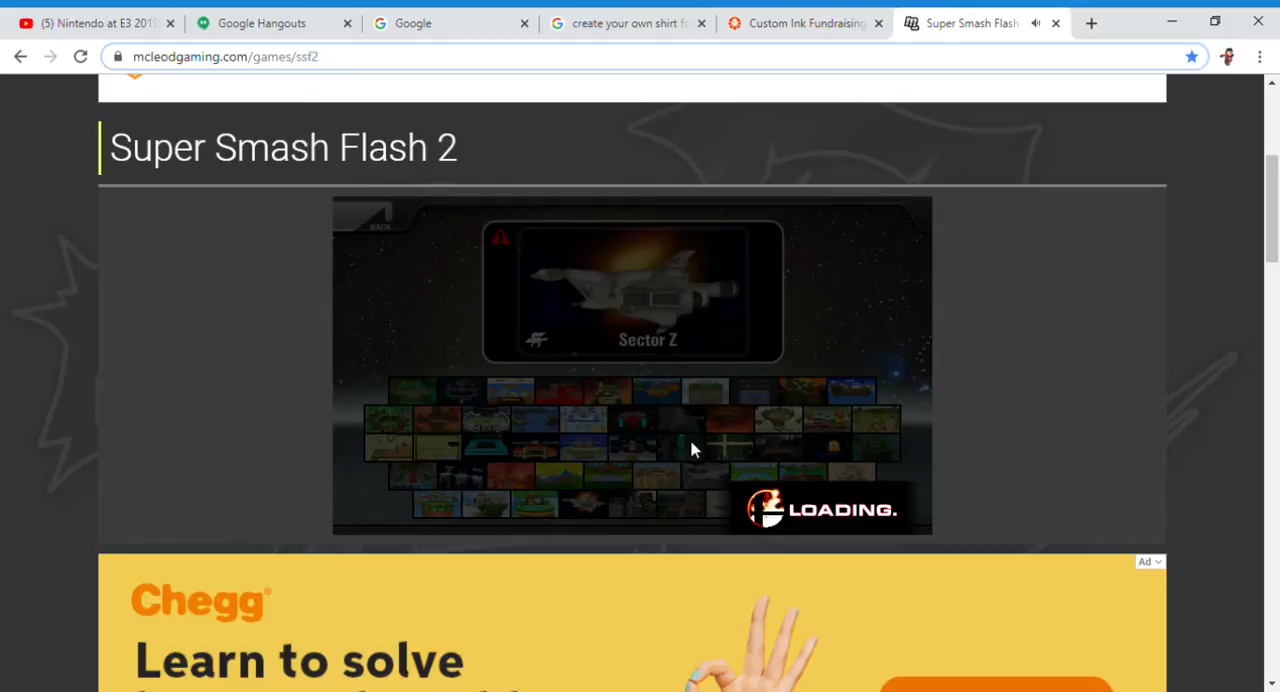 (5) Nintendo at E3 2019
Google Hangouts
Google
create your own shirt f
Custom Ink Fundraising
Super Smash Flash
mcleodgaming.com/games/ssf2
Super Smash Flash 2
BACK
Sector Z
LOADING.
Ad
Chegg®
Learn to solve